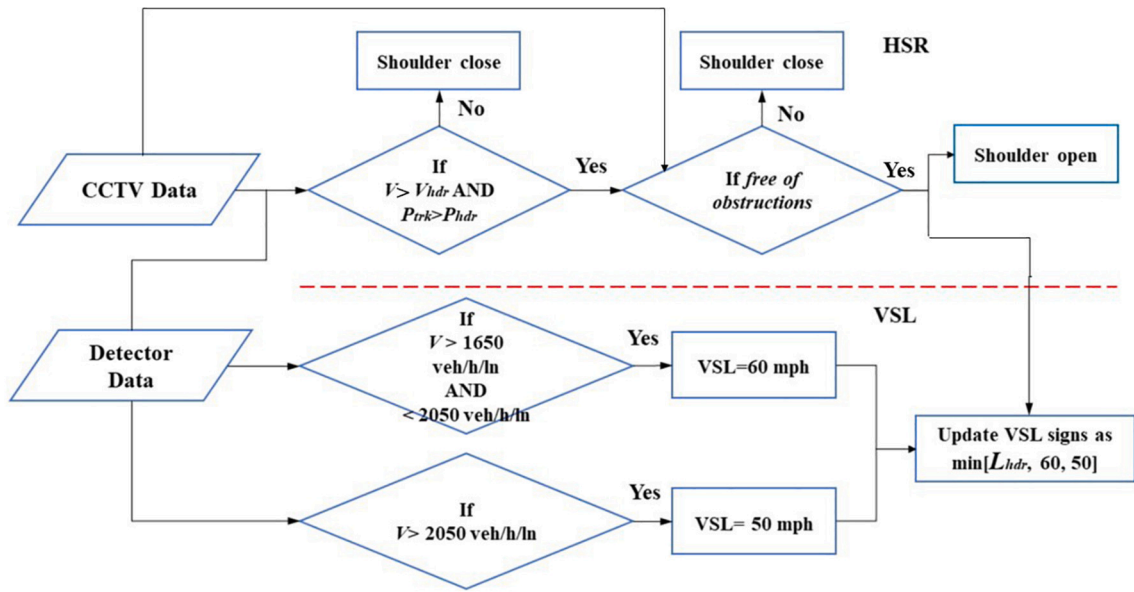 HSR
Shoulder close
Shoulder close
No
No
If
V> Vhdr AND
Ptrk>Phdr
Yes
If free of
obstructions
Yes
Shoulder open
CCTV Data
VSL
Detector
Data
If
V > 1650
veh/h/ln
AND
< 2050 veh/h/ln
Yes
VSL=60 mph
Update VSL signs as
min[Lhdr, 60, 50]
If
V> 2050 veh/h/ln
Yes
VSL= 50 mph